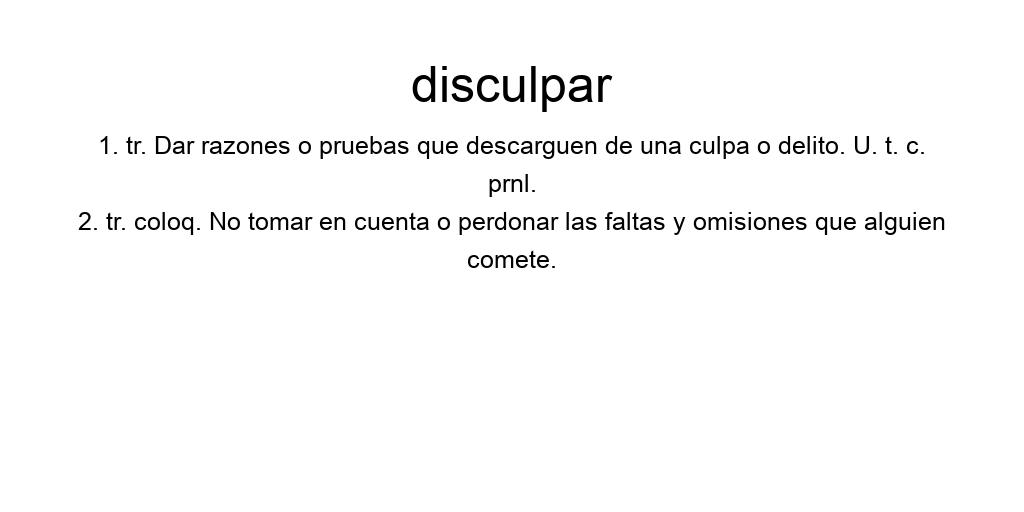 disculpar
1. tr. Dar razones o pruebas que descarguen de una culpa o delito. U. t. c.
prnl.
2. tr. coloq. No tomar en cuenta o perdonar las faltas y omisiones que alguien
comete.